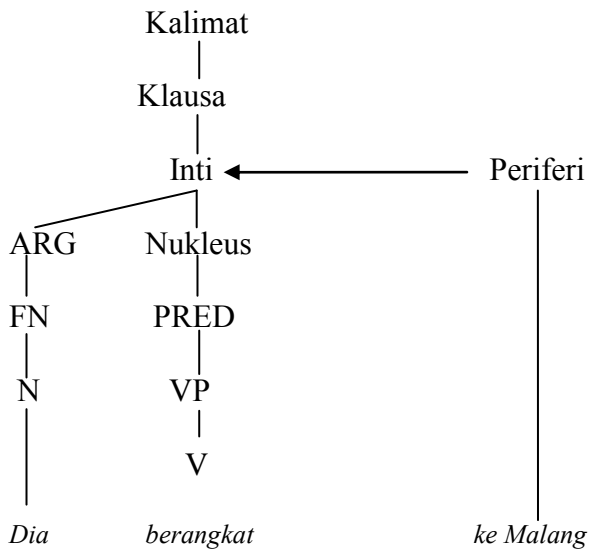 Kalimat
Klausa
Inti Periferi
ARG Nukleus
FN PRED
N VP
V
Dia berangkat ke Malang